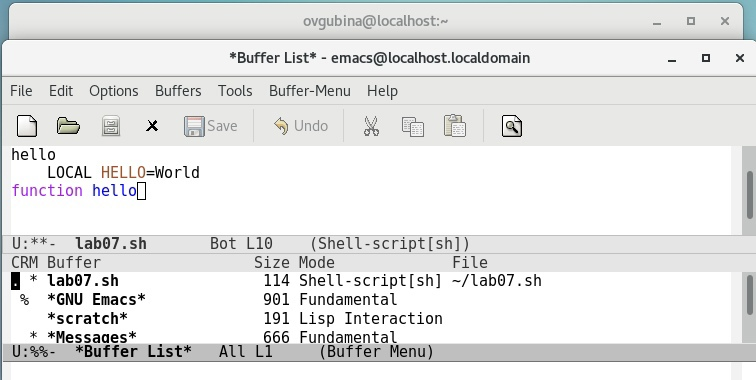 ovgubina@localhost:~
*Buffer List* - emacs@localhost.localdomain
File Edit Options Buffers Tools Buffer-Menu Help
Save Undo
hello
    LOCAL HELLO=World
function hello
U:**-  lab07.sh       Bot L10    (Shell-script[sh])
CRM Buffer                 Size Mode             File
. * lab07.sh                114 Shell-script[sh] ~/lab07.sh
 %  *GNU Emacs*             901 Fundamental
    *scratch*               191 Lisp Interaction
  * *Messages*              666 Fundamental
U:%%-  *Buffer List*   All L1     (Buffer Menu)